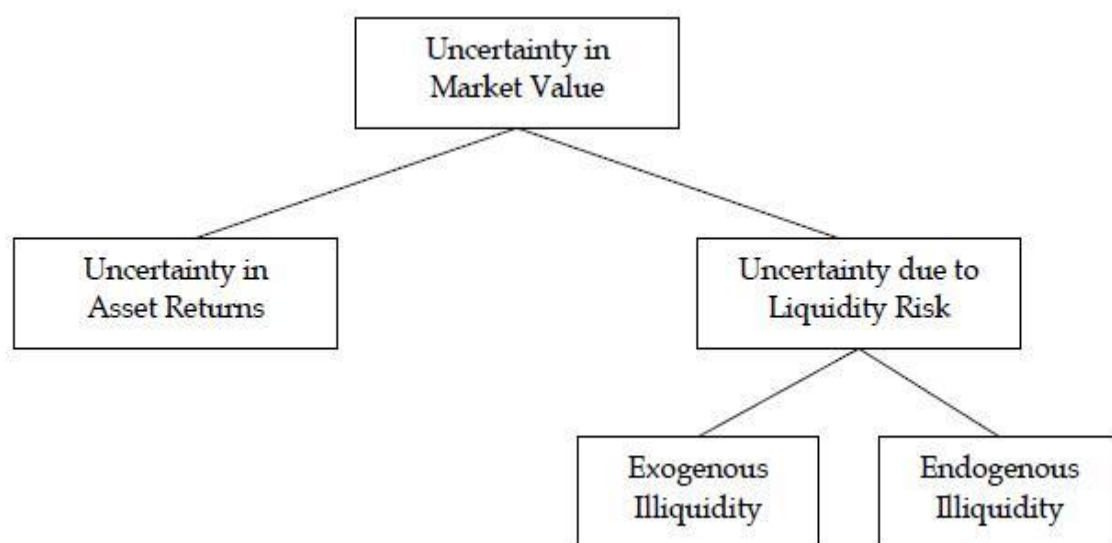 Uncertainty in
Market Value
Uncertainty in
Asset Returns
Uncertainty due to
Liquidity Risk
Exogenous
Illiquidity
Endogenous
Illiquidity